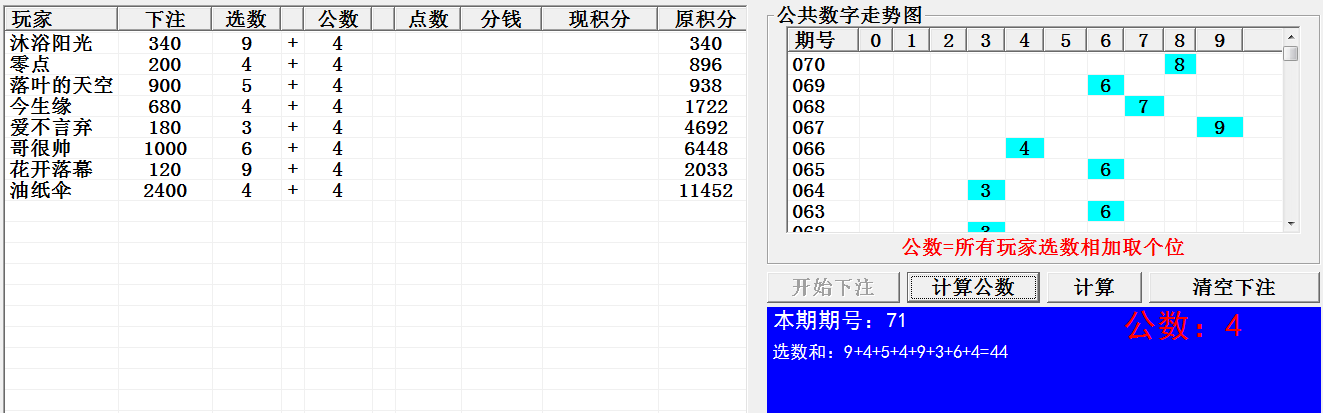 玩家 下注 选数 公数 点数 分钱 现积分 原积分
沐浴阳光 340 9 + 4 340
零点 200 4 + 4 896
落叶的天空 900 5 + 4 938
今生缘 680 4 + 4 1722
爱不言弃 180 3 + 4 4692
哥很帅 1000 6 + 4 6448
花开落幕 120 9 + 4 2033
油纸伞 2400 4 + 4 11452
公共数字走势图
期号 0 1 2 3 4 5 6 7 8 9
070 8
069 6
068 7
067 9
066 4
065 6
064 3
063 6
公数=所有玩家选数相加取个位
开始下注 计算公数 计算 清空下注
本期期号：71 公数：4
选数和：9+4+5+4+9+3+6+4=44